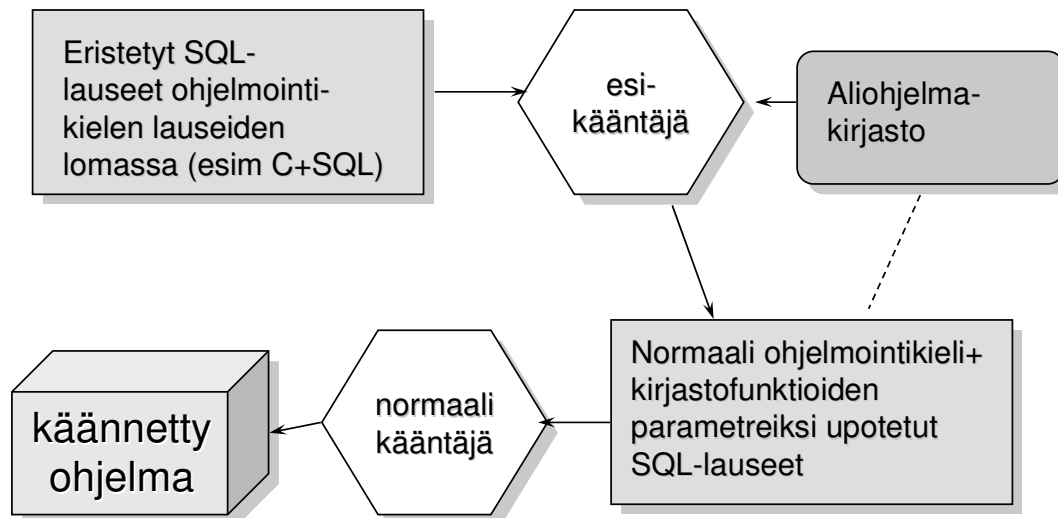 Eristetyt SQL-
lauseet ohjelmointi-
kielen lauseiden
lomassa (esim C+SQL)
esi-
kääntäjä
Aliohjelma-
kirjasto
Normaali ohjelmointikieli+
kirjastofunktioiden
parametreiksi upotetut
SQL-lauseet
normaali
kääntäjä
käännetty
ohjelma